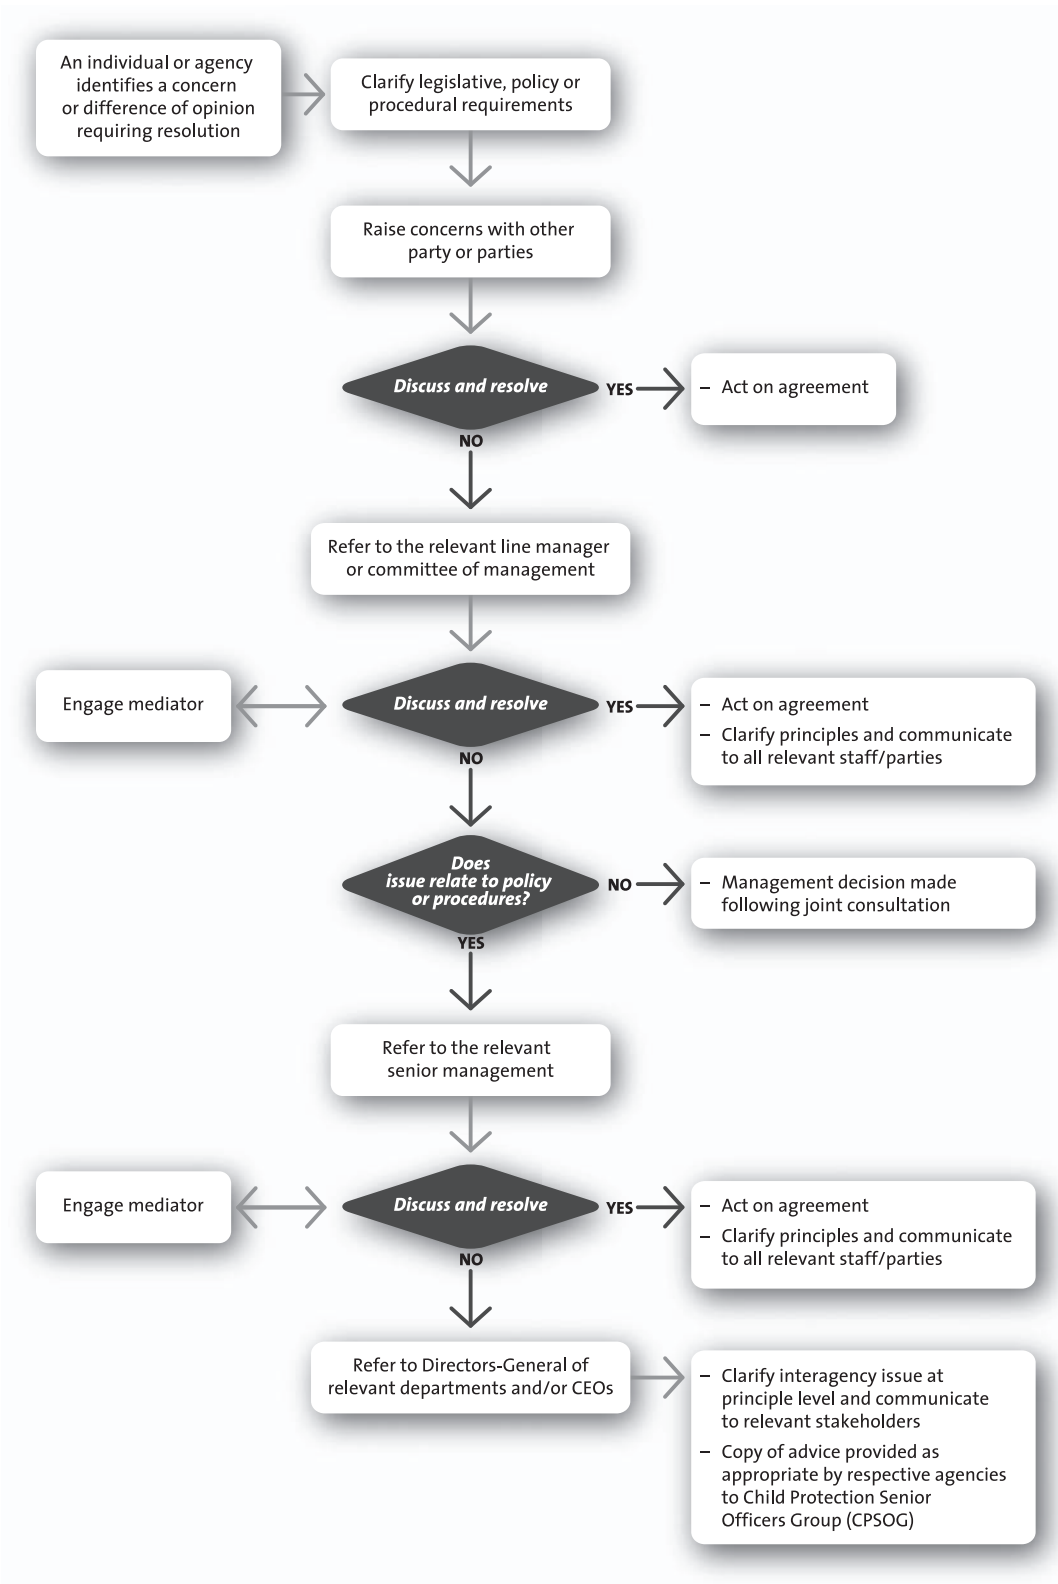 An individual or agency
identifies a concern
or difference of opinion
requiring resolution
Clarify legislative, policy or
procedural requirements
Raise concerns with other
party or parties
Discuss and resolve
YES
– Act on agreement
NO
Refer to the relevant line manager
or committee of management
Engage mediator
Discuss and resolve
YES
– Act on agreement
– Clarify principles and communicate
to all relevant staff/parties
NO
Does
issue relate to policy
or procedures?
NO
– Management decision made
following joint consultation
YES
Refer to the relevant
senior management
Engage mediator
Discuss and resolve
YES
– Act on agreement
– Clarify principles and communicate
to all relevant staff/parties
NO
Refer to Directors-General of
relevant departments and/or CEOs
– Clarify interagency issue at
principle level and communicate
to relevant stakeholders
– Copy of advice provided as
appropriate by respective agencies
to Child Protection Senior
Officers Group (CPSOG)